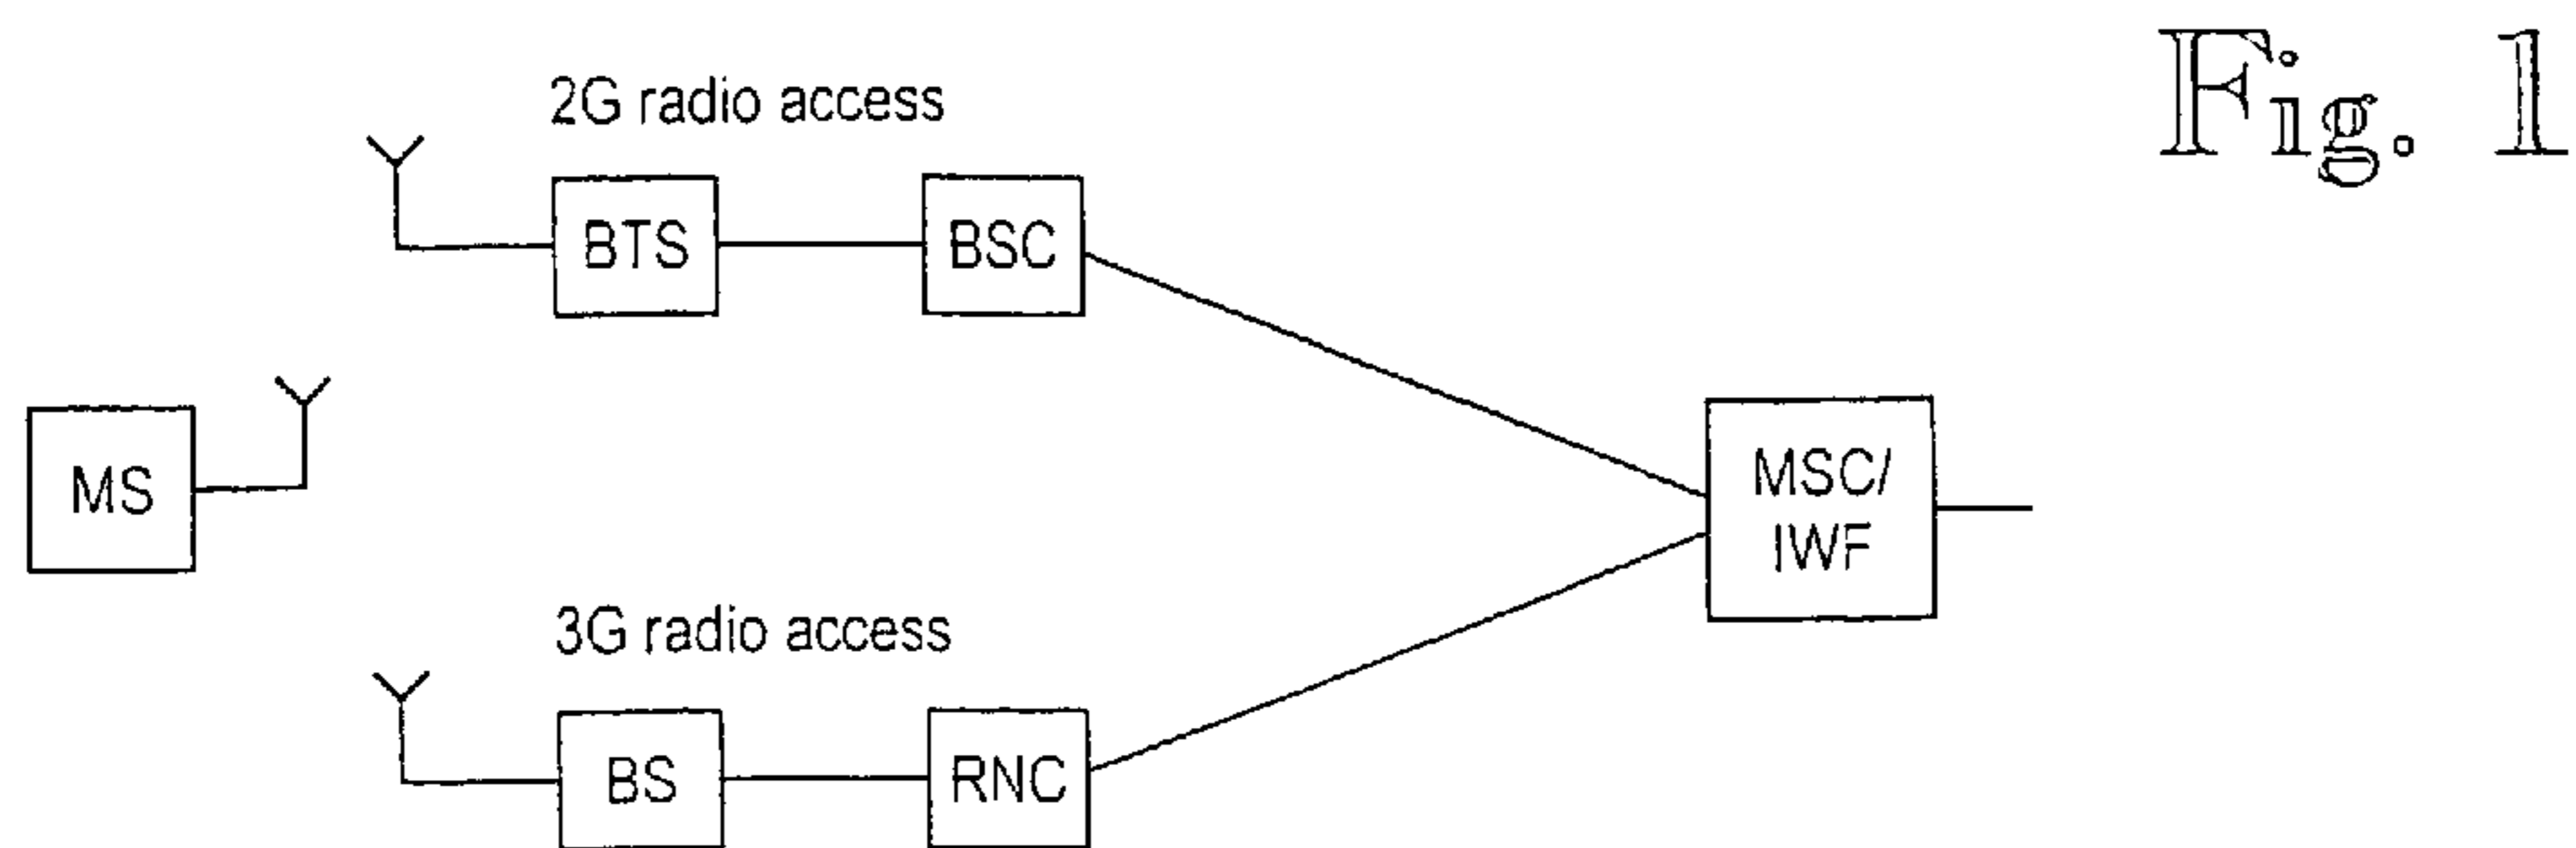 Fig. 1
2G radio access
BTS
BSC
MS
MSC/
IWF
3G radio access
BS
RNC